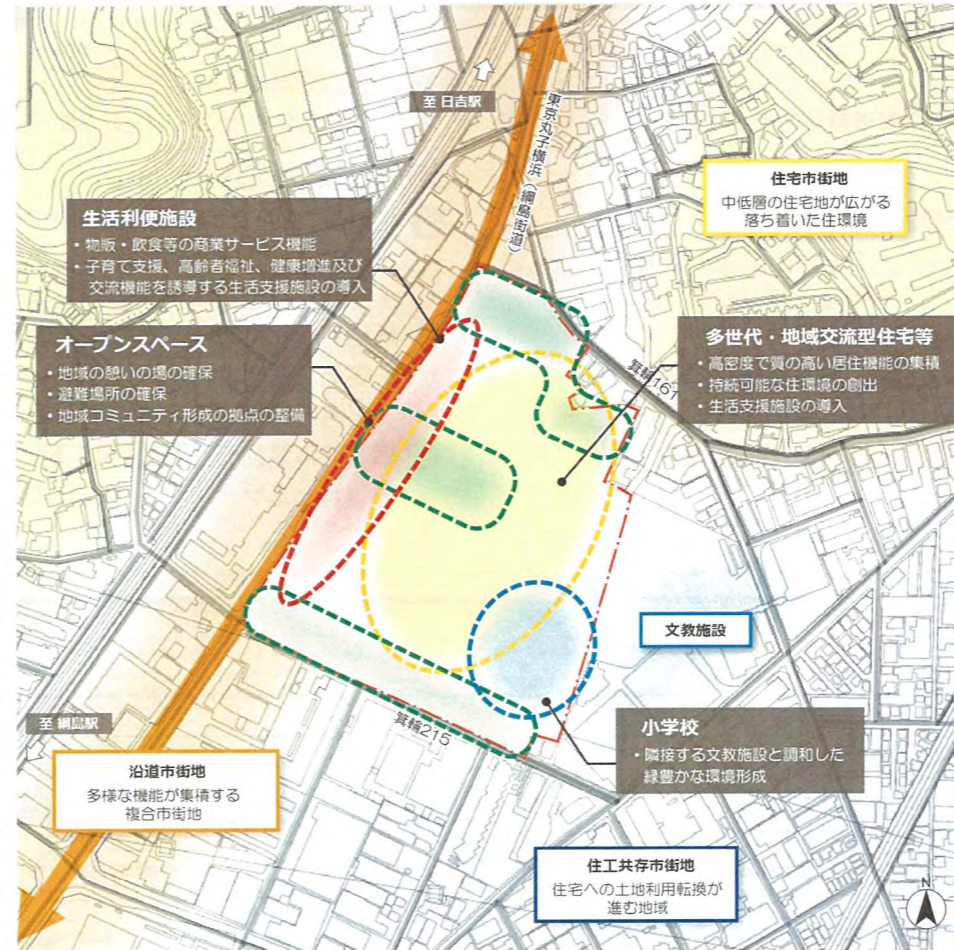 至 日吉駅
東京丸子横浜（綱島街道）
住宅市街地
中低層の住宅地が広がる
落ち着いた住環境
生活利便施設
・物販・飲食等の商業サービス機能
・子育て支援、高齢者福祉、健康増進及び
交流機能を誘導する生活支援施設の導入
オープンスペース
・地域の憩いの場の確保
・避難場所の確保
・地域コミュニティ形成の拠点の整備
多世代・地域交流型住宅等
・高密度で質の高い居住機能の集積
・持続可能な住環境の創出
・生活支援施設の導入
箕輪161
文教施設
至 綱島駅
箕輪215
小学校
・隣接する文教施設と調和した
緑豊かな環境形成
沿道市街地
多様な機能が集積する
複合市街地
住工共存市街地
住宅への土地利用転換が
進む地域
N